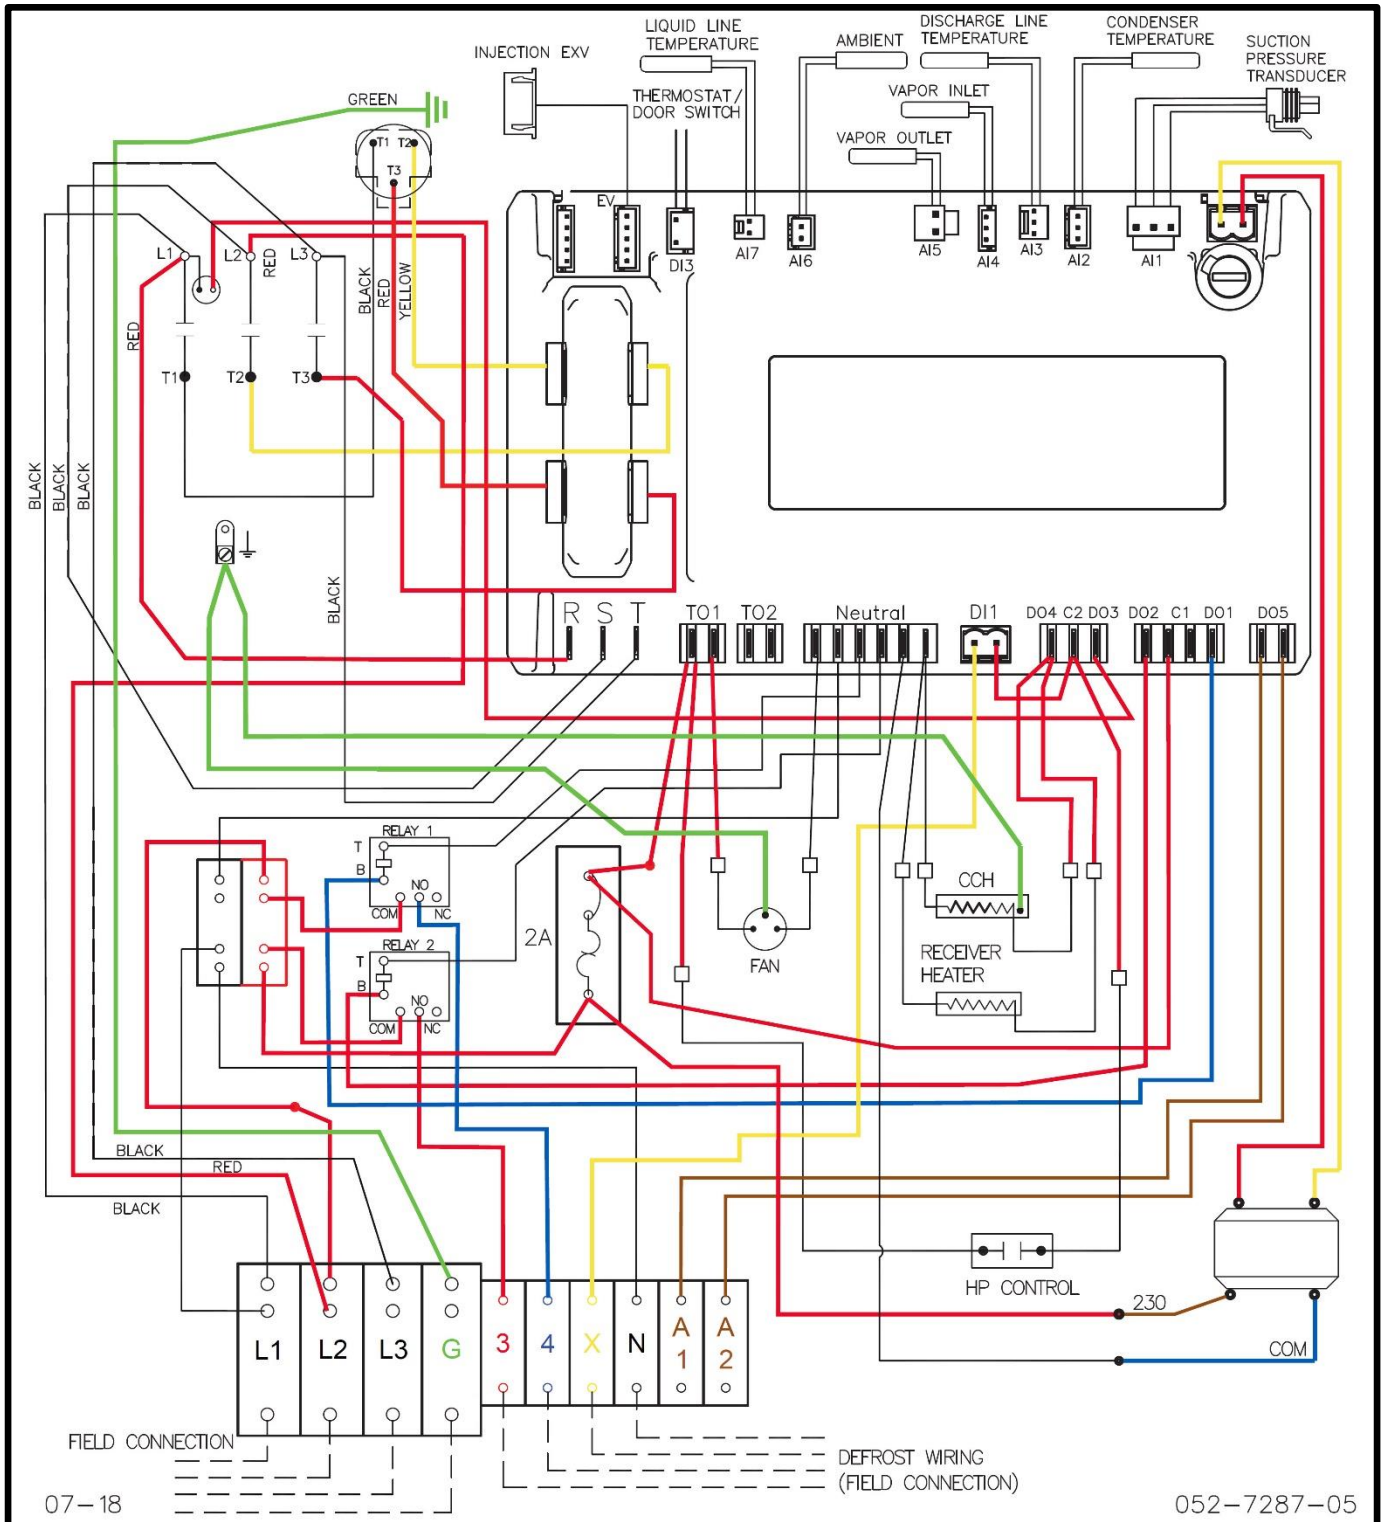 LIQUID LINE
TEMPERATURE
DISCHARGE LINE
TEMPERATURE
CONDENSER
TEMPERATURE
INJECTION EXV
AMBIENT
SUCTION
PRESSURE
TRANSDUCER
GREEN
THERMOSTAT/
DOOR SWITCH
VAPOR INLET
VAPOR OUTLET
T1 T2
T3
EV
L1 L2 L3
RED
BLACK
RED
YELLOW
DI3
AI7
AI6
AI5
AI4
AI3
AI2
AI1
RED
T1 T2 T3
BLACK
BLACK
BLACK
BLACK
R S T
TO1
TO2
Neutral
DI1
DO4 C2 DO3
DO2 C1 DO1
DO5
RELAY 1
T
B
NO
COM NC
RELAY 2
T
B
NO
COM NC
2A
FAN
CCH
RECEIVER
HEATER
BLACK
RED
BLACK
HP CONTROL
230
COM
L1 L2 L3 G 3 4 X N A1 A2
FIELD CONNECTION
DEFROST WIRING
(FIELD CONNECTION)
07-18
052-7287-05